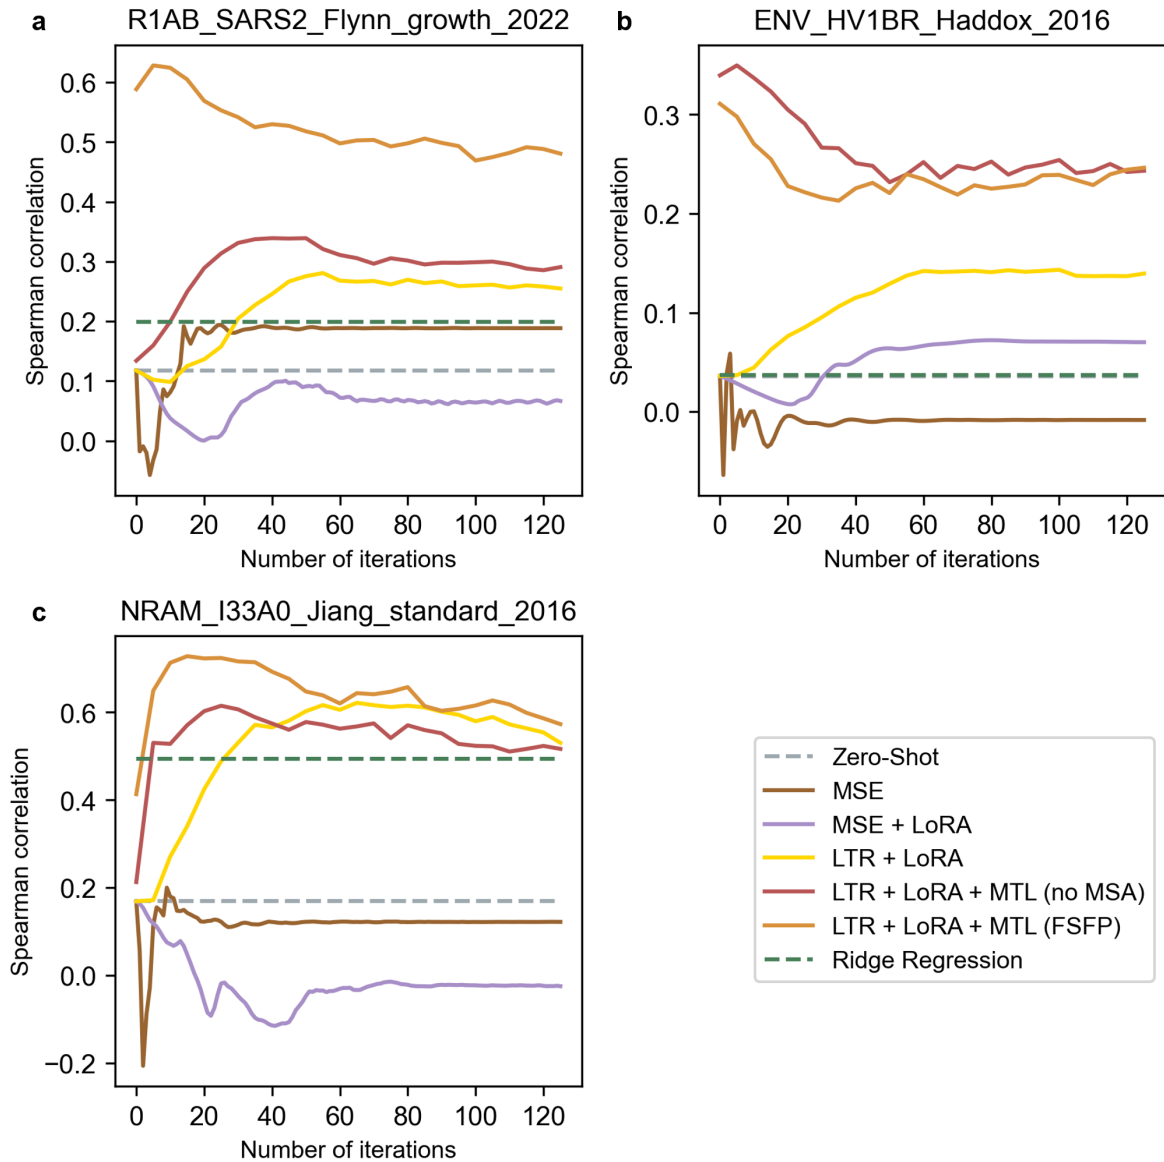 a
R1AB_SARS2_Flynn_growth_2022
Spearman correlation
0.6
0.5
0.4
0.3
0.2
0.1
0.0
0 20 40 60 80 100 120
Number of iterations
b
ENV_HV1BR_Haddox_2016
Spearman correlation
0.3
0.2
0.1
0.0
0 20 40 60 80 100 120
Number of iterations
c
NRAM_I33A0_Jiang_standard_2016
Spearman correlation
0.6
0.4
0.2
0.0
−0.2
0 20 40 60 80 100 120
Number of iterations
Zero-Shot
MSE
MSE + LoRA
LTR + LoRA
LTR + LoRA + MTL (no MSA)
LTR + LoRA + MTL (FSFP)
Ridge Regression